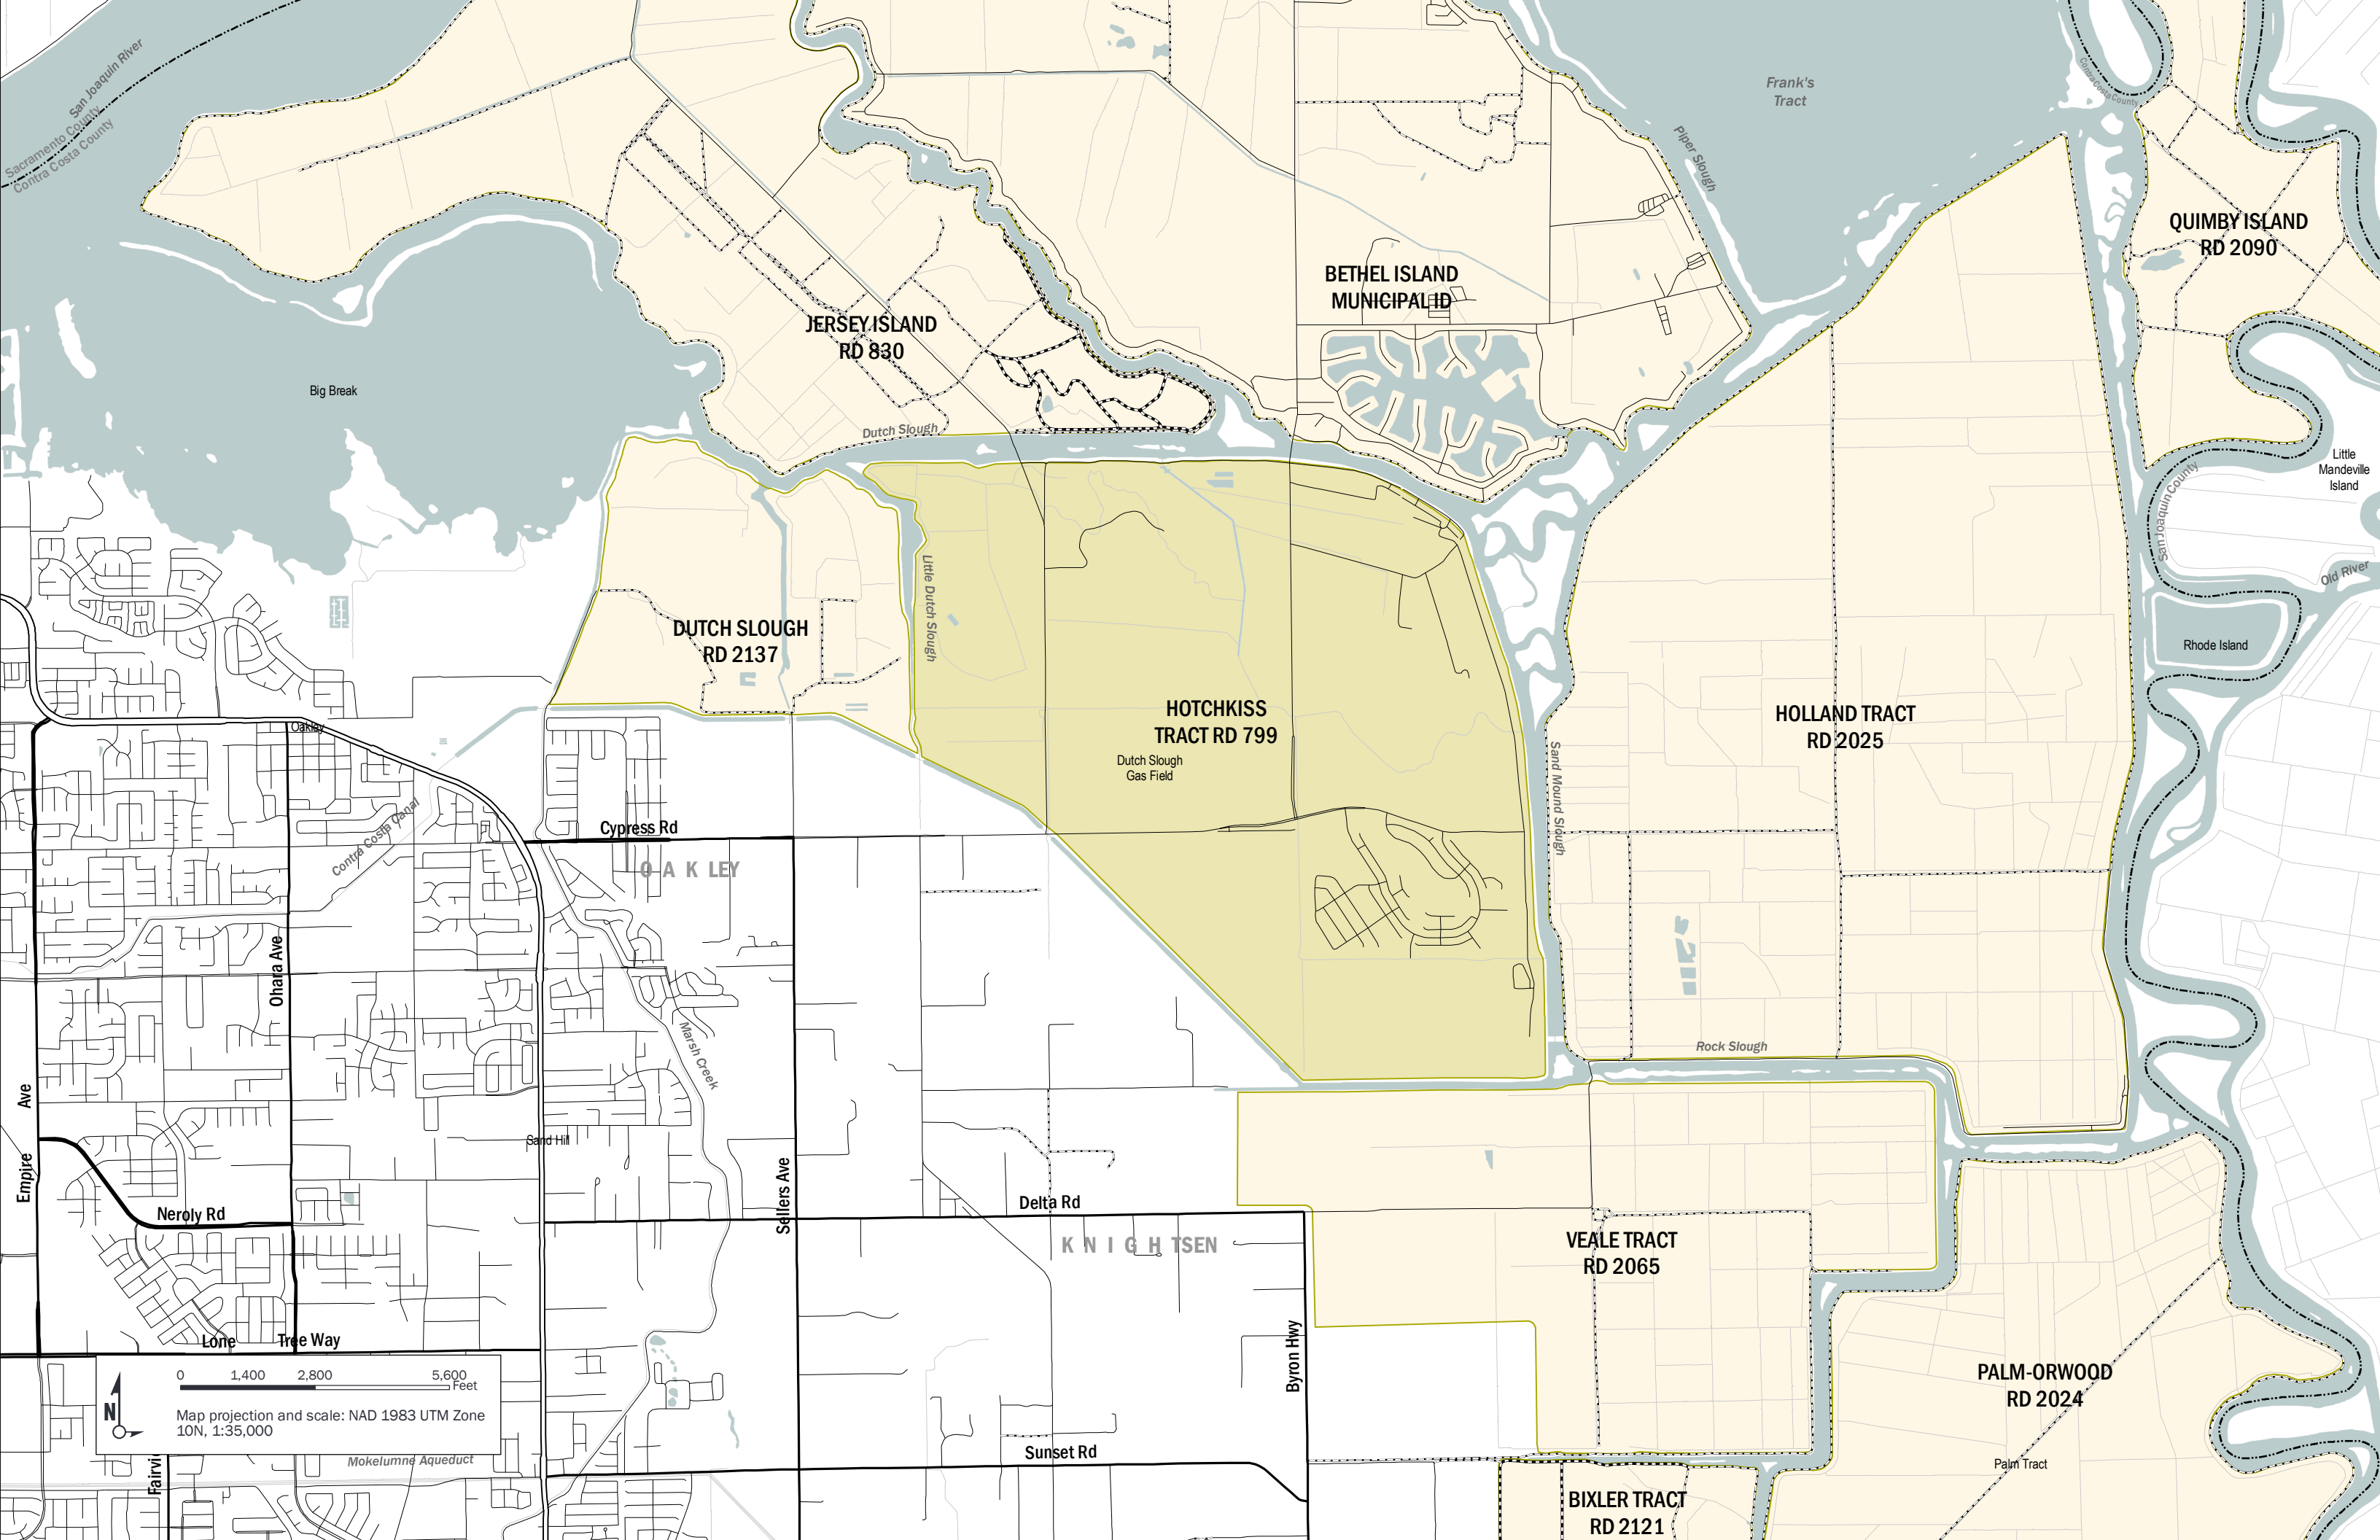 San Joaquin River
Sacramento County
Contra Costa County
Frank's
Tract
Contra Costa County
Piper Slough
QUIMBY ISLAND
RD 2090
BETHEL ISLAND
MUNICIPAL ID
JERSEY ISLAND
RD 830
Big Break
Dutch Slough
Little
Mandeville
Island
San Joaquin County
Old River
Little Dutch Slough
DUTCH SLOUGH
RD 2137
Rhode Island
HOTCHKISS
TRACT RD 799
Dutch Slough
Gas Field
HOLLAND TRACT
RD 2025
Oakley
Sand Mound Slough
Contra Costa Canal
Cypress Rd
OAKLEY
Ohara Ave
Marsh Creek
Rock Slough
Empire Ave
Sand Hill
Sellers Ave
Neroly Rd
Delta Rd
KNIGHTSEN
VEALE TRACT
RD 2065
Lone Tree Way
Byron Hwy
PALM-ORWOOD
RD 2024
0 1,400 2,800 5,600
Feet
N
Map projection and scale: NAD 1983 UTM Zone
10N, 1:35,000
Mokelumne Aqueduct
Fairvi
Sunset Rd
Palm Tract
BIXLER TRACT
RD 2121